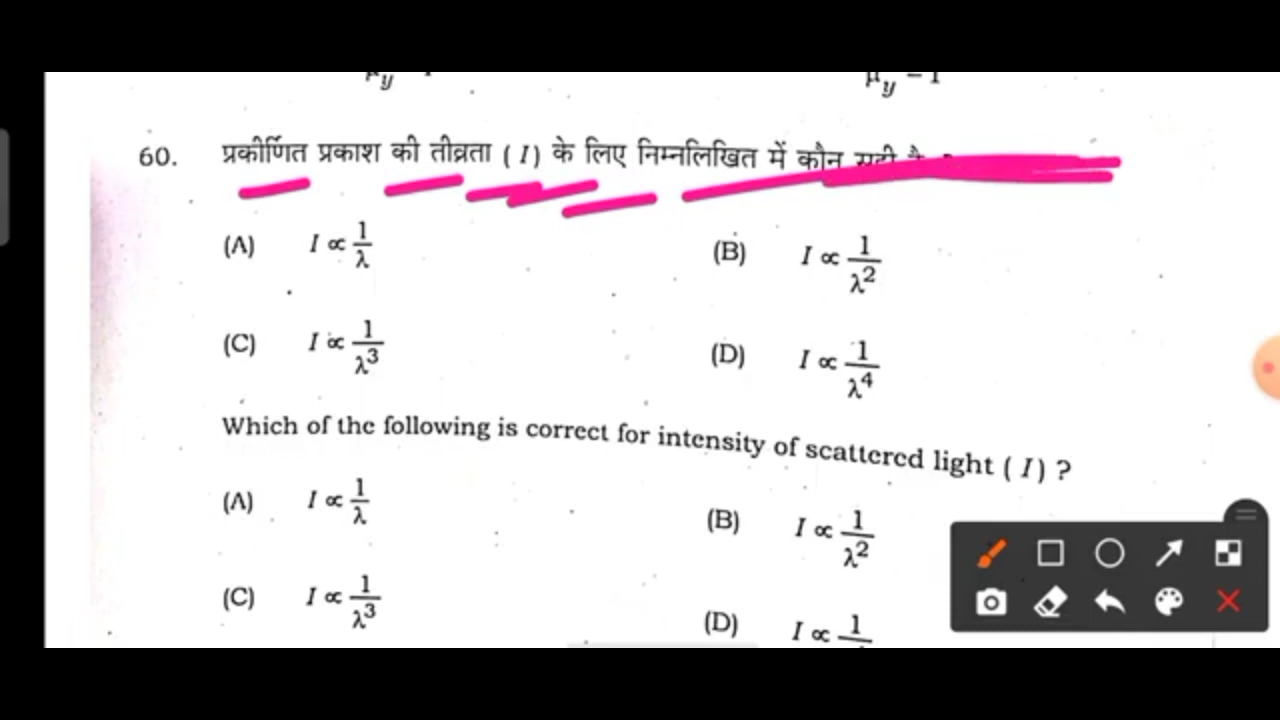 60. प्रकीर्णित प्रकाश की तीव्रता ( I ) के लिए निम्नलिखित में कौन सही है
(A) I ∝ 1/λ (B) I ∝ 1/λ²
(C) I ∝ 1/λ³ (D) I ∝ 1/λ⁴
Which of the following is correct for intensity of scattered light ( I ) ?
(A) I ∝ 1/λ (B) I ∝ 1/λ²
(C) I ∝ 1/λ³ (D) I ∝ 1